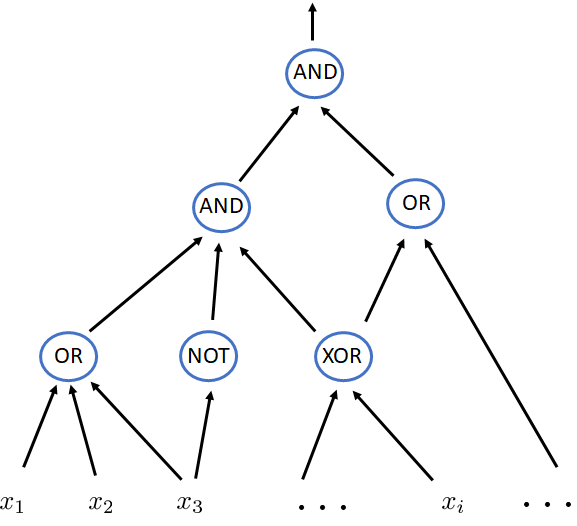 AND
AND OR
OR NOT XOR
x₁ x₂ x₃ ... xᵢ ...